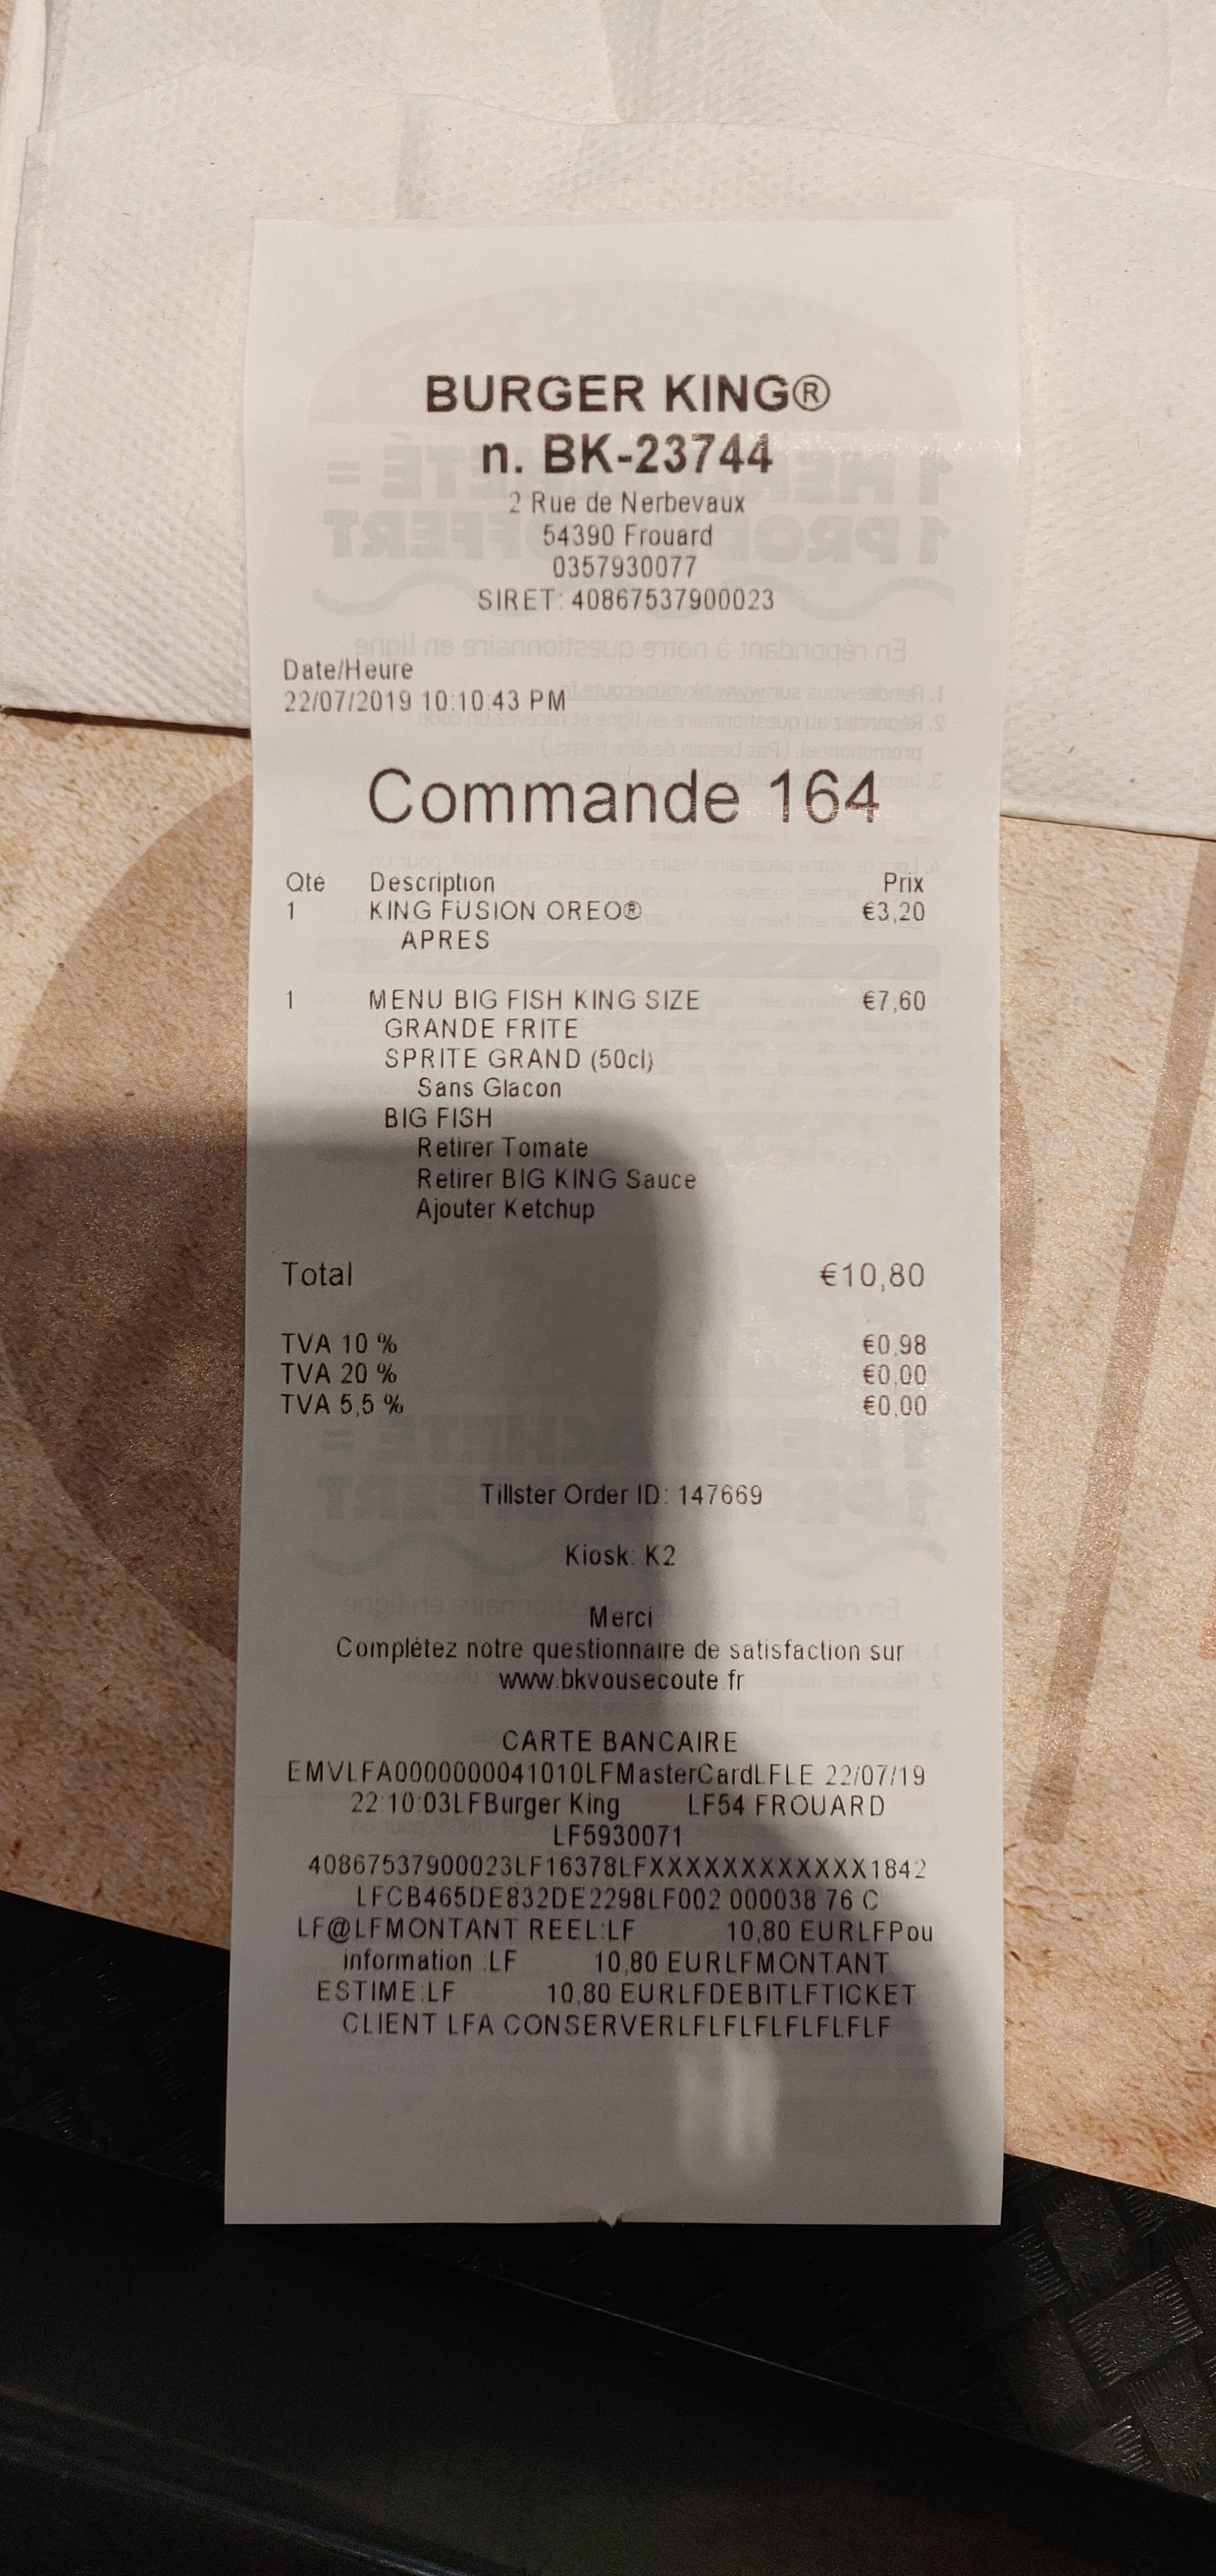 BURGER KING®
n. BK-23744
2 Rue de Nerbevaux
54390 Frouard
0357930077
SIRET: 40867537900023
Date/Heure
22/07/2019 10:10:43 PM
Commande 164
Qté Description Prix
1 KING FUSION OREO® €3,20
APRES
1 MENU BIG FISH KING SIZE €7,60
GRANDE FRITE
SPRITE GRAND (50cl)
Sans Glacon
BIG FISH
Retirer Tomate
Retirer BIG KING Sauce
Ajouter Ketchup
Total €10,80
TVA 10 % €0,98
TVA 20 % €0,00
TVA 5,5 % €0,00
Tillster Order ID: 147669
Kiosk: K2
Merci
Complétez notre questionnaire de satisfaction sur
www.bkvousecoute.fr
CARTE BANCAIRE
EMVLFA0000000041010LFMasterCardLFLE 22/07/19
22:10:03LFBurger King LF54 FROUARD
LF5930071
40867537900023LF16378LFXXXXXXXXXXXX1842
LFCB465DE832DE2298LF002 000038 76 C
LF@LFMONTANT REEL:LF 10,80 EURLFPou
information :LF 10,80 EURLFMONTANT
ESTIME:LF 10,80 EURLFDEBITLFTICKET
CLIENT LFA CONSERVERLFLFLFLFLFLFLF